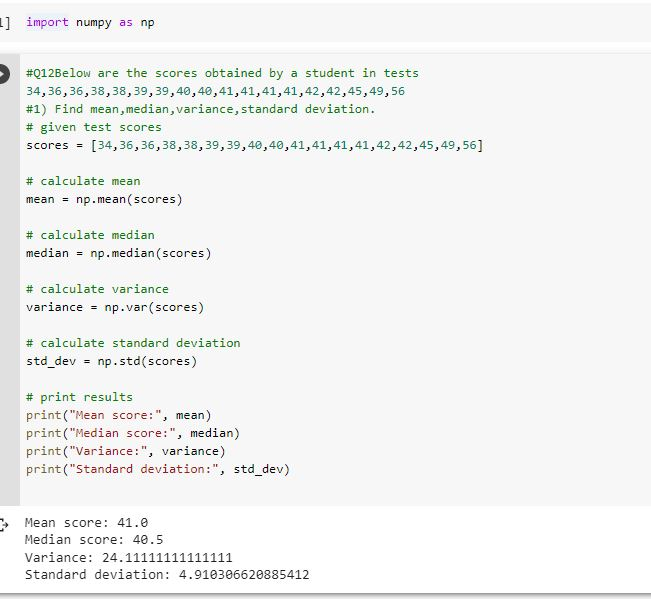 1] import numpy as np
#Q12Below are the scores obtained by a student in tests
34,36,36,38,38,39,39,40,40,41,41,41,41,42,42,45,49,56
#1) Find mean,median,variance,standard deviation.
# given test scores
scores = [34,36,36,38,38,39,39,40,40,41,41,41,41,42,42,45,49,56]
# calculate mean
mean = np.mean(scores)
# calculate median
median = np.median(scores)
# calculate variance
variance = np.var(scores)
# calculate standard deviation
std_dev = np.std(scores)
# print results
print("Mean score:", mean)
print("Median score:", median)
print("Variance:", variance)
print("Standard deviation:", std_dev)
Mean score: 41.0
Median score: 40.5
Variance: 24.11111111111111
Standard deviation: 4.910306620885412